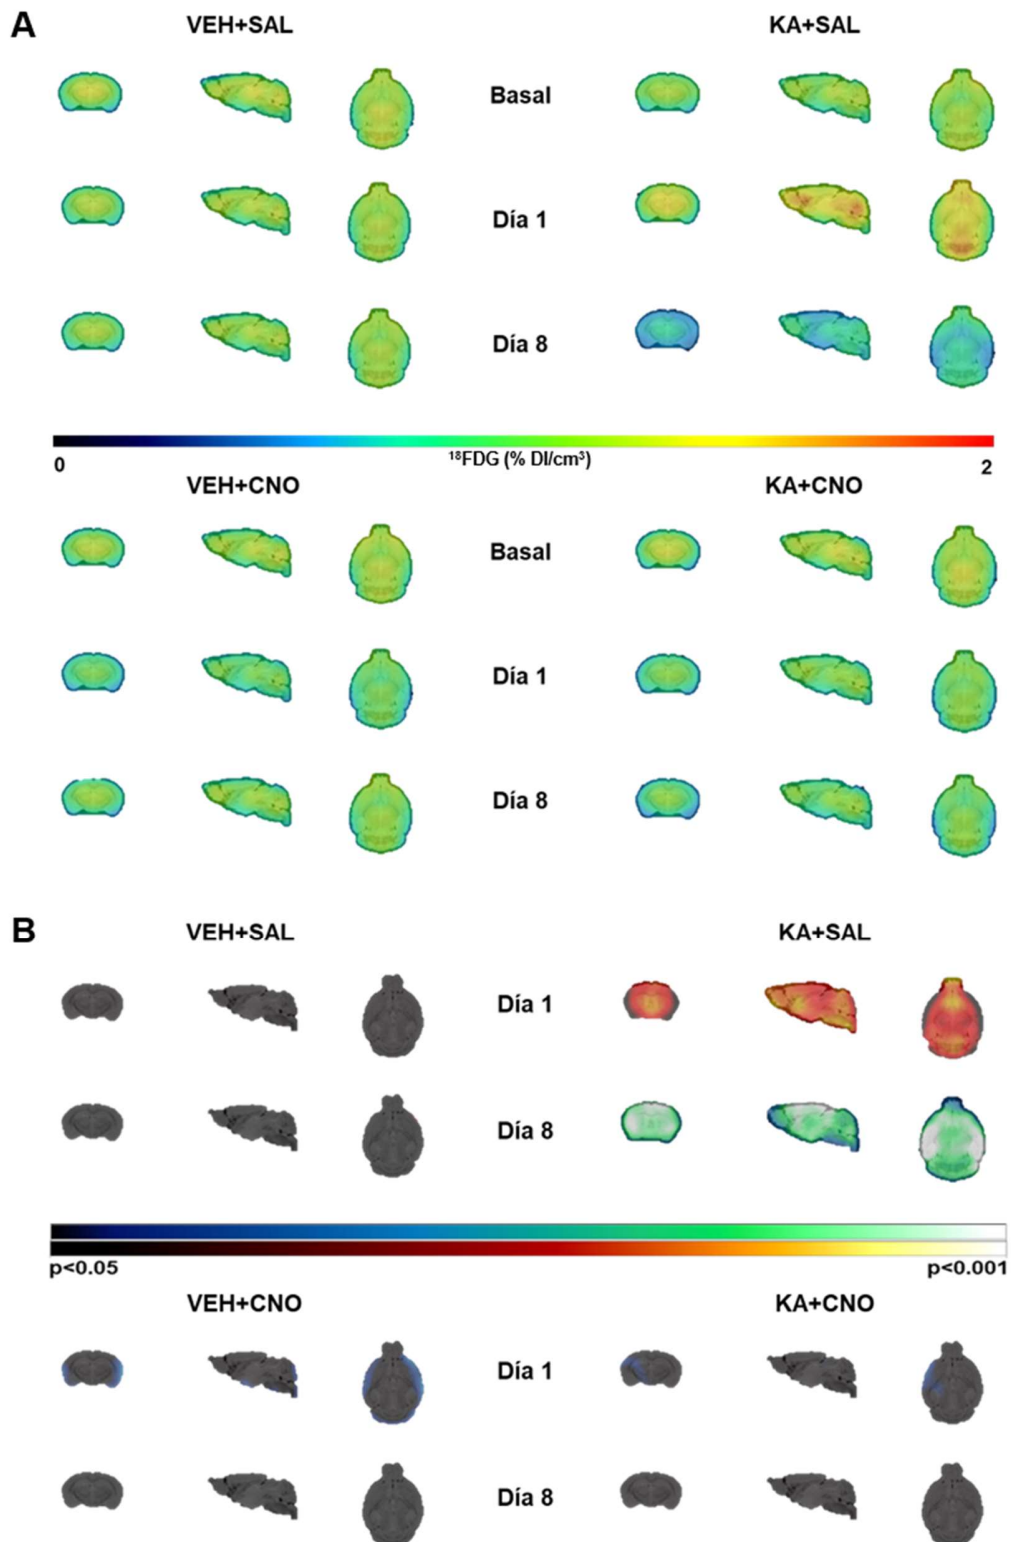 A
VEH+SAL KA+SAL
Basal
Día 1
Día 8
0 ¹⁸FDG (% DI/cm³) 2
VEH+CNO KA+CNO
Basal
Día 1
Día 8
B
VEH+SAL KA+SAL
Día 1
Día 8
p<0.05 p<0.001
VEH+CNO KA+CNO
Día 1
Día 8